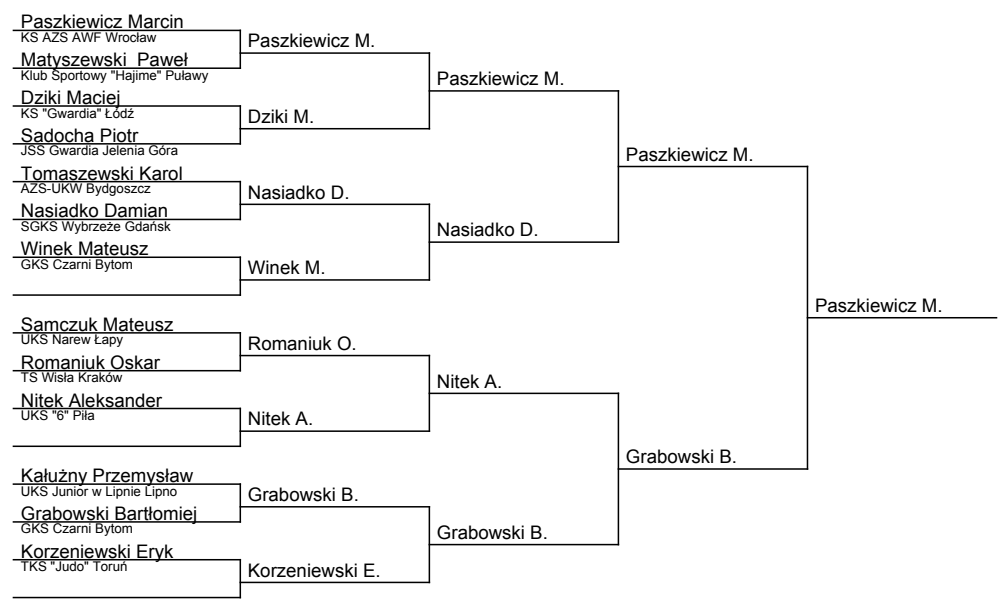 Paszkiewicz Marcin
KS AZS AWF Wrocław
Matyszewski Paweł
Klub Sportowy "Hajime" Puławy
Dziki Maciej
KS "Gwardia" Łódź
Sadocha Piotr
JSS Gwardia Jelenia Góra
Tomaszewski Karol
AZS-UKW Bydgoszcz
Nasiadko Damian
SGKS Wybrzeże Gdańsk
Winek Mateusz
GKS Czarni Bytom
Samczuk Mateusz
UKS Narew Łapy
Romaniuk Oskar
TS Wisła Kraków
Nitek Aleksander
UKS "6" Piła
Kałużny Przemysław
UKS Junior w Lipnie Lipno
Grabowski Bartłomiej
GKS Czarni Bytom
Korzeniewski Eryk
TKS "Judo" Toruń
Paszkiewicz M.
Dziki M.
Nasiadko D.
Winek M.
Romaniuk O.
Nitek A.
Grabowski B.
Korzeniewski E.
Paszkiewicz M.
Nasiadko D.
Nitek A.
Grabowski B.
Paszkiewicz M.
Grabowski B.
Paszkiewicz M.